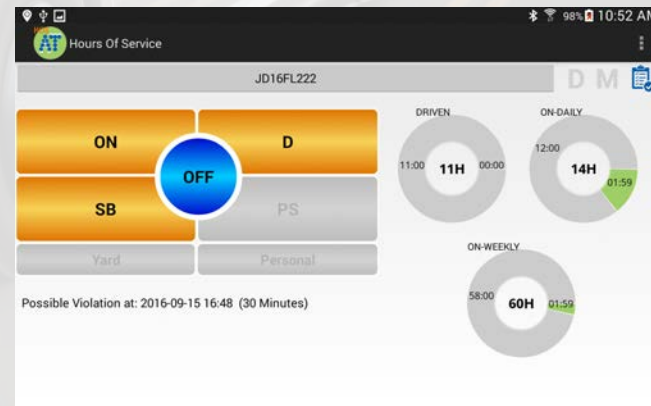 98% 10:52 AM
AT Hours Of Service
JD16FL222
D M
ON
D
OFF
SB
PS
Yard
Personal
Possible Violation at: 2016-09-15 16:48 (30 Minutes)
DRIVEN
11:00
11H
00:00
ON-DAILY
12:00
14H
01:59
ON-WEEKLY
58:00
60H
01:59